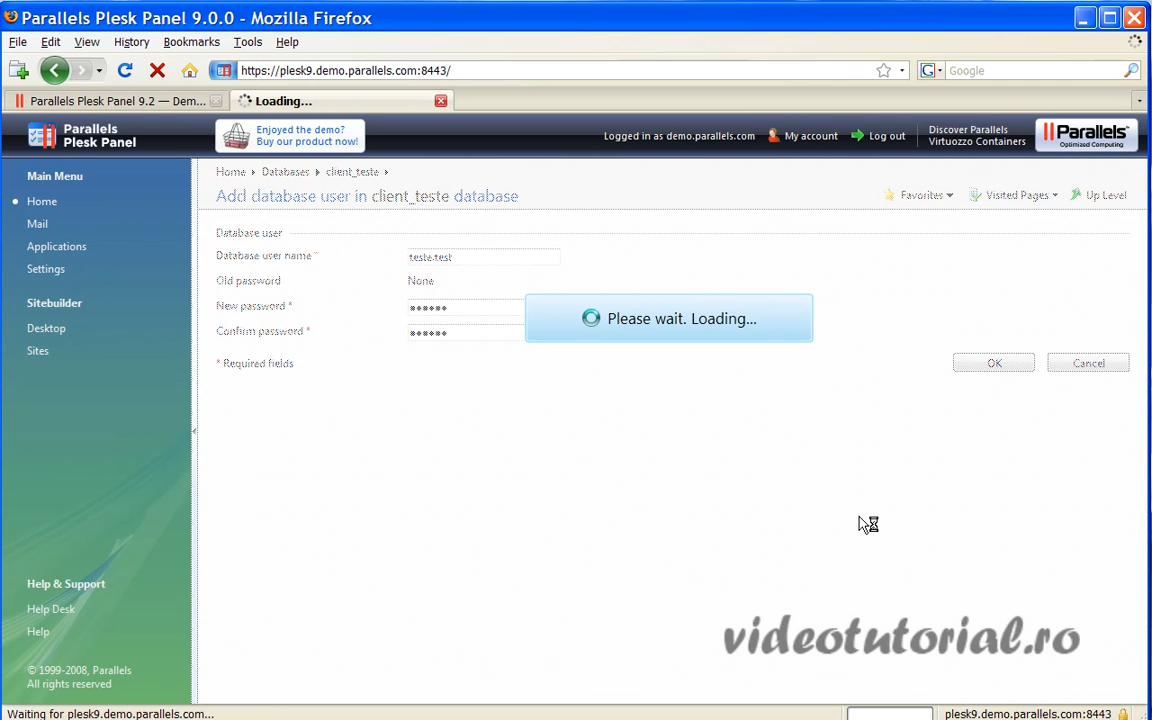 Parallels Plesk Panel 9.0.0 - Mozilla Firefox
File Edit View History Bookmarks Tools Help
https://plesk9.demo.parallels.com:8443/
G Google
Parallels Plesk Panel 9.2 — Dem...
Loading...
Parallels
Plesk Panel
Enjoyed the demo?
Buy our product now!
Logged in as demo.parallels.com
My account
Log out
Discover Parallels
Virtuozzo Containers
Parallels™
Optimized Computing
Main Menu
Home
Mail
Applications
Settings
Sitebuilder
Desktop
Sites
Help & Support
Help Desk
Help
© 1999-2008, Parallels
All rights reserved
Home Databases client_teste
Add database user in client_teste database
Favorites Visited Pages Up Level
Database user
Database user name * teste.test
Old password None
New password * ••••••
Confirm password * ••••••
* Required fields
OK Cancel
Please wait. Loading...
videotutorial.ro
Waiting for plesk9.demo.parallels.com...
plesk9.demo.parallels.com:8443